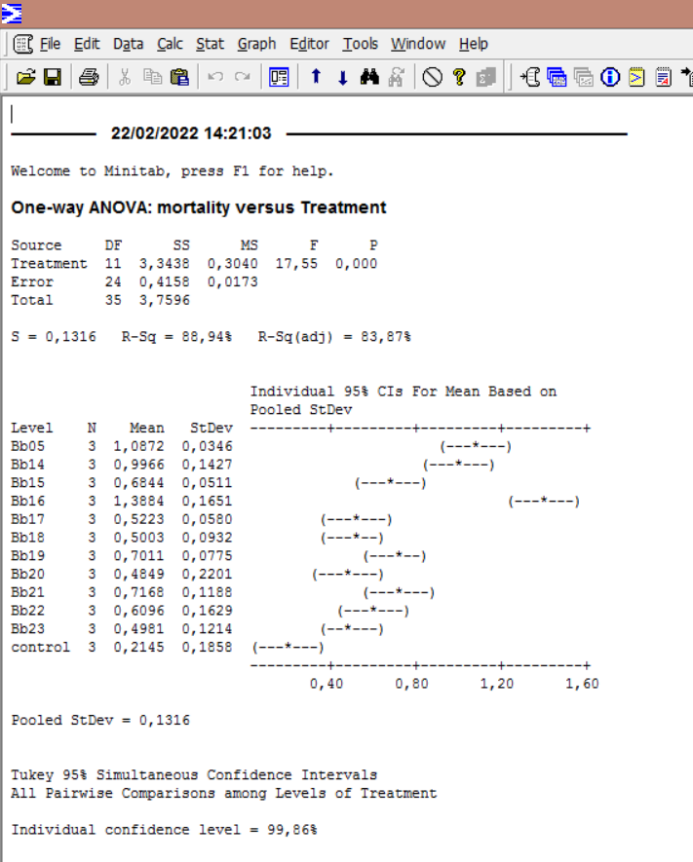 File Edit Data Calc Stat Graph Editor Tools Window Help
22/02/2022 14:21:03
Welcome to Minitab, press F1 for help.
One-way ANOVA: mortality versus Treatment
Source DF SS MS F P
Treatment 11 3,3438 0,3040 17,55 0,000
Error 24 0,4158 0,0173
Total 35 3,7596
S = 0,1316 R-Sq = 88,94% R-Sq(adj) = 83,87%
Individual 95% CIs For Mean Based on
Pooled StDev
Level N Mean StDev ---------+---------+---------+---------+
Bb05 3 1,0872 0,0346 (---*---)
Bb14 3 0,9966 0,1427 (---*---)
Bb15 3 0,6844 0,0511 (---*---)
Bb16 3 1,3884 0,1651 (---*---)
Bb17 3 0,5223 0,0580 (---*---)
Bb18 3 0,5003 0,0932 (---*--)
Bb19 3 0,7011 0,0775 (---*--)
Bb20 3 0,4849 0,2201 (---*---)
Bb21 3 0,7168 0,1188 (---*---)
Bb22 3 0,6096 0,1629 (---*---)
Bb23 3 0,4981 0,1214 (--*---)
control 3 0,2145 0,1858 (---*---)
---------+---------+---------+---------+
0,40 0,80 1,20 1,60
Pooled StDev = 0,1316
Tukey 95% Simultaneous Confidence Intervals
All Pairwise Comparisons among Levels of Treatment
Individual confidence level = 99,86%